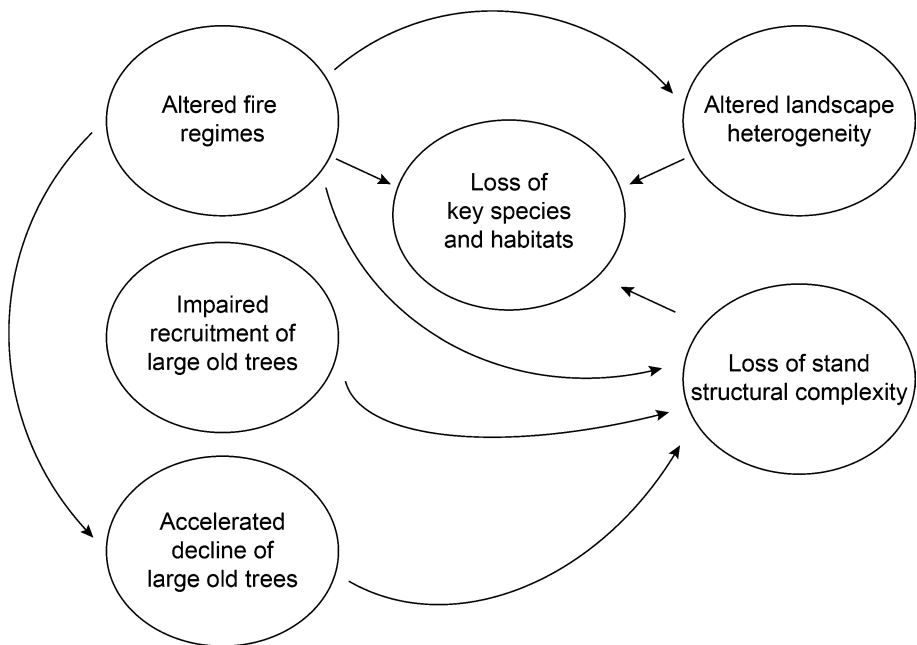 Altered fire
regimes
Altered landscape
heterogeneity
Loss of
key species
and habitats
Impaired
recruitment of
large old trees
Loss of stand
structural complexity
Accelerated
decline of
large old trees